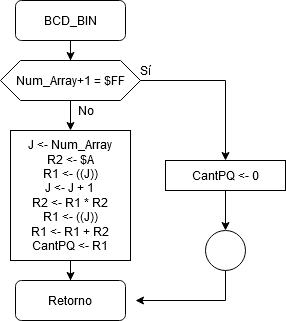 BCD_BIN
Num_Array+1 = $FF
Sí
No
J <- Num_Array
R2 <- $A
R1 <- ((J))
J <- J + 1
R2 <- R1 * R2
R1 <- ((J))
R1 <- R1 + R2
CantPQ <- R1
CantPQ <- 0
Retorno